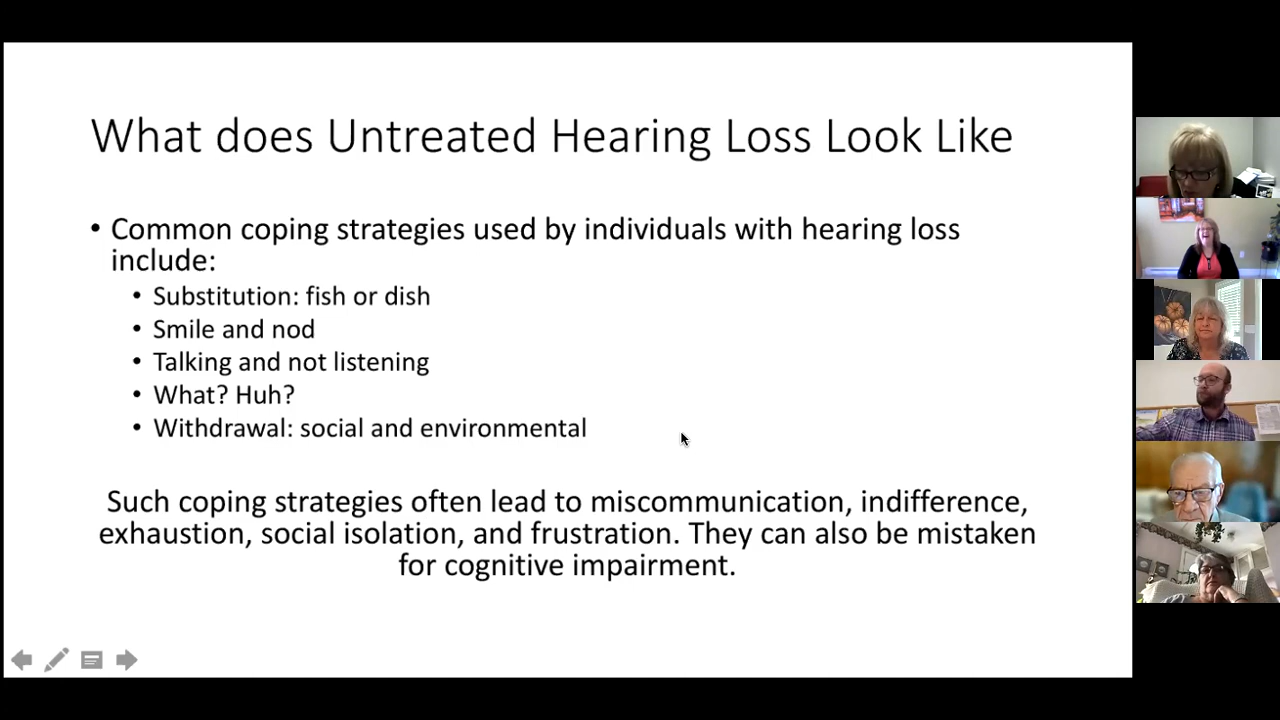 What does Untreated Hearing Loss Look Like
• Common coping strategies used by individuals with hearing loss
include:
• Substitution: fish or dish
• Smile and nod
• Talking and not listening
• What? Huh?
• Withdrawal: social and environmental
Such coping strategies often lead to miscommunication, indifference,
exhaustion, social isolation, and frustration. They can also be mistaken
for cognitive impairment.